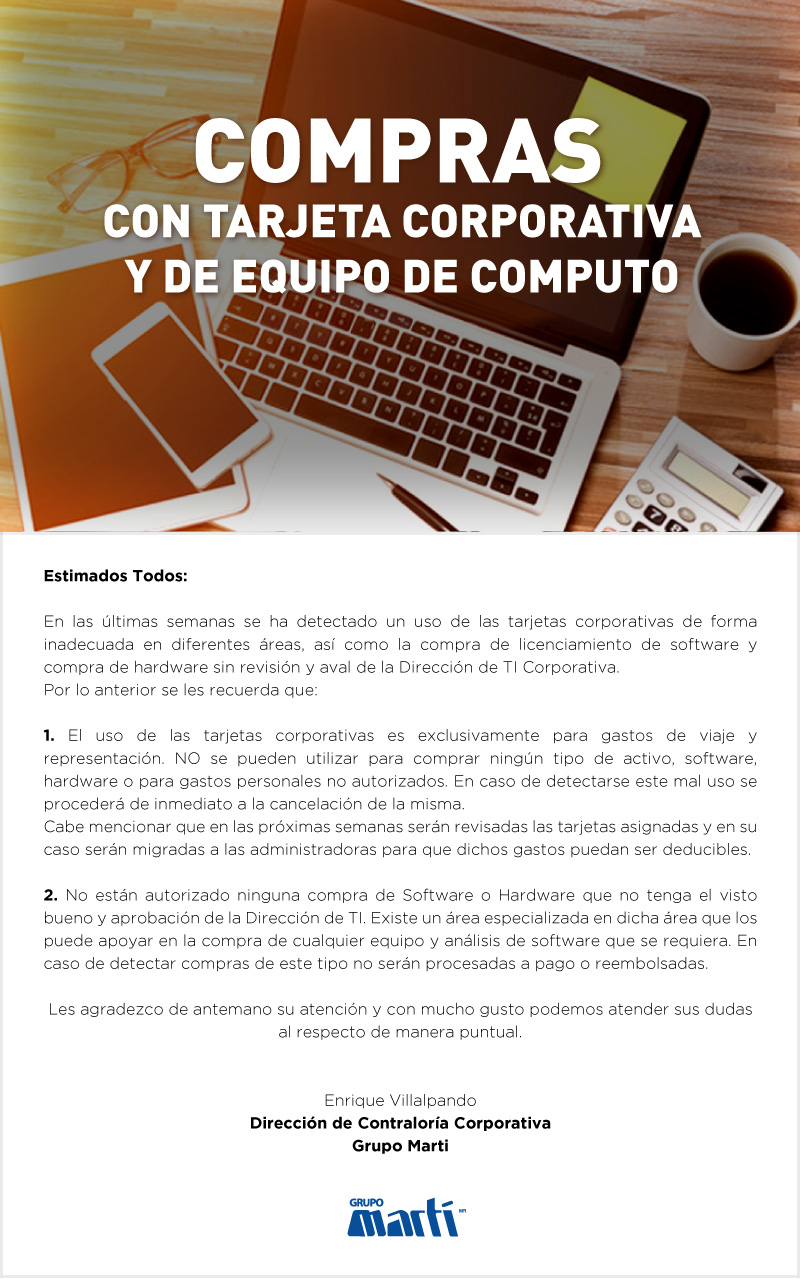 COMPRAS
CON TARJETA CORPORATIVA
Y DE EQUIPO DE COMPUTO
Estimados Todos:
En las últimas semanas se ha detectado un uso de las tarjetas corporativas de forma
inadecuada en diferentes áreas, así como la compra de licenciamiento de software y
compra de hardware sin revisión y aval de la Dirección de TI Corporativa.
Por lo anterior se les recuerda que:
1. El uso de las tarjetas corporativas es exclusivamente para gastos de viaje y
representación. NO se pueden utilizar para comprar ningún tipo de activo, software,
hardware o para gastos personales no autorizados. En caso de detectarse este mal uso se
procederá de inmediato a la cancelación de la misma.
Cabe mencionar que en las próximas semanas serán revisadas las tarjetas asignadas y en su
caso serán migradas a las administradoras para que dichos gastos puedan ser deducibles.
2. No están autorizado ninguna compra de Software o Hardware que no tenga el visto
bueno y aprobación de la Dirección de TI. Existe un área especializada en dicha área que los
puede apoyar en la compra de cualquier equipo y análisis de software que se requiera. En
caso de detectar compras de este tipo no serán procesadas a pago o reembolsadas.
Les agradezco de antemano su atención y con mucho gusto podemos atender sus dudas
al respecto de manera puntual.
Enrique Villalpando
Dirección de Contraloría Corporativa
Grupo Marti
GRUPO
martí